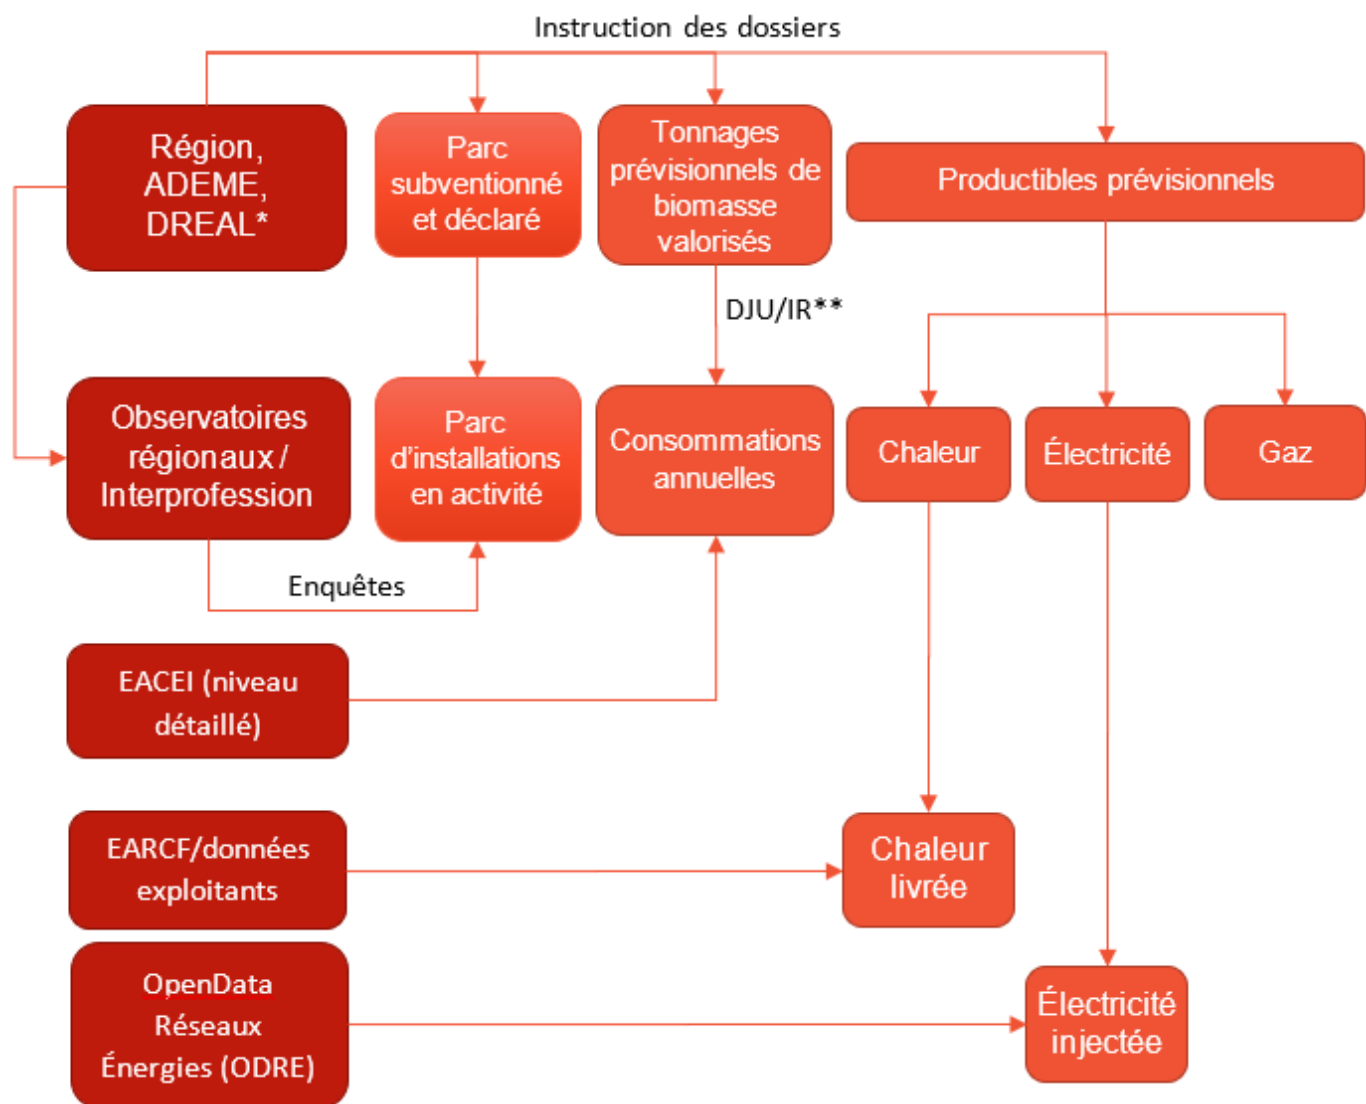 Instruction des dossiers
Région,
ADEME,
DREAL*
Parc
subventionné
et déclaré
Tonnages
prévisionnels de
biomasse
valorisés
Productibles prévisionnels
DJU/IR**
Observatoires
régionaux /
Interprofession
Parc
d'installations
en activité
Consommations
annuelles
Chaleur
Électricité
Gaz
Enquêtes
EACEI (niveau
détaillé)
EARCF/données
exploitants
Chaleur
livrée
OpenData
Réseaux
Énergies (ODRE)
Électricité
injectée